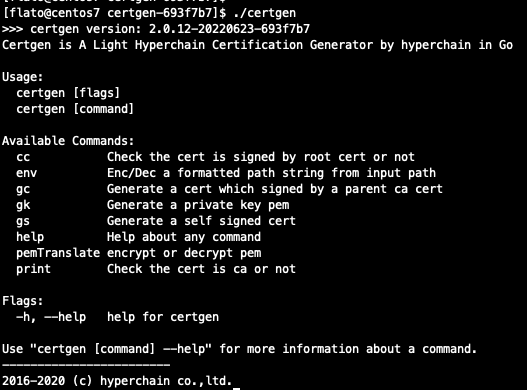 [flato@centos7 certgen-693f7b7]$ ./certgen
>>> certgen version: 2.0.12-20220623-693f7b7
Certgen is A Light Hyperchain Certification Generator by hyperchain in Go
Usage:
  certgen [flags]
  certgen [command]
Available Commands:
  cc           Check the cert is signed by root cert or not
  env          Enc/Dec a formatted path string from input path
  gc           Generate a cert which signed by a parent ca cert
  gk           Generate a private key pem
  gs           Generate a self signed cert
  help         Help about any command
  pemTranslate encrypt or decrypt pem
  print        Check the cert is ca or not
Flags:
  -h, --help   help for certgen
Use "certgen [command] --help" for more information about a command.
------------------------
2016-2020 (c) hyperchain co.,ltd.